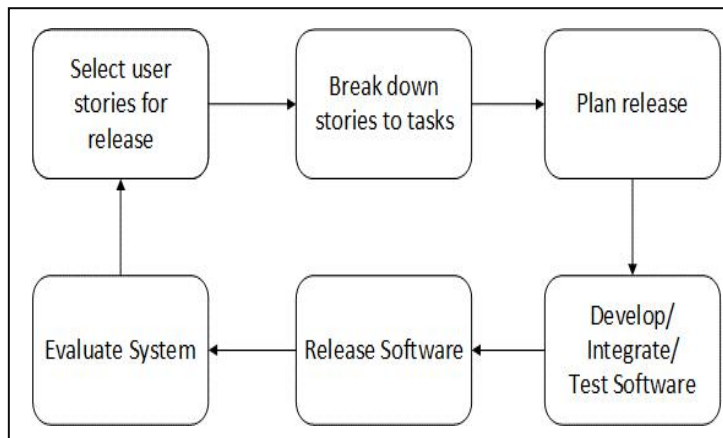 Select user
stories for
release
Break down
stories to tasks
Plan release
Evaluate System
Release Software
Develop/
Integrate/
Test Software